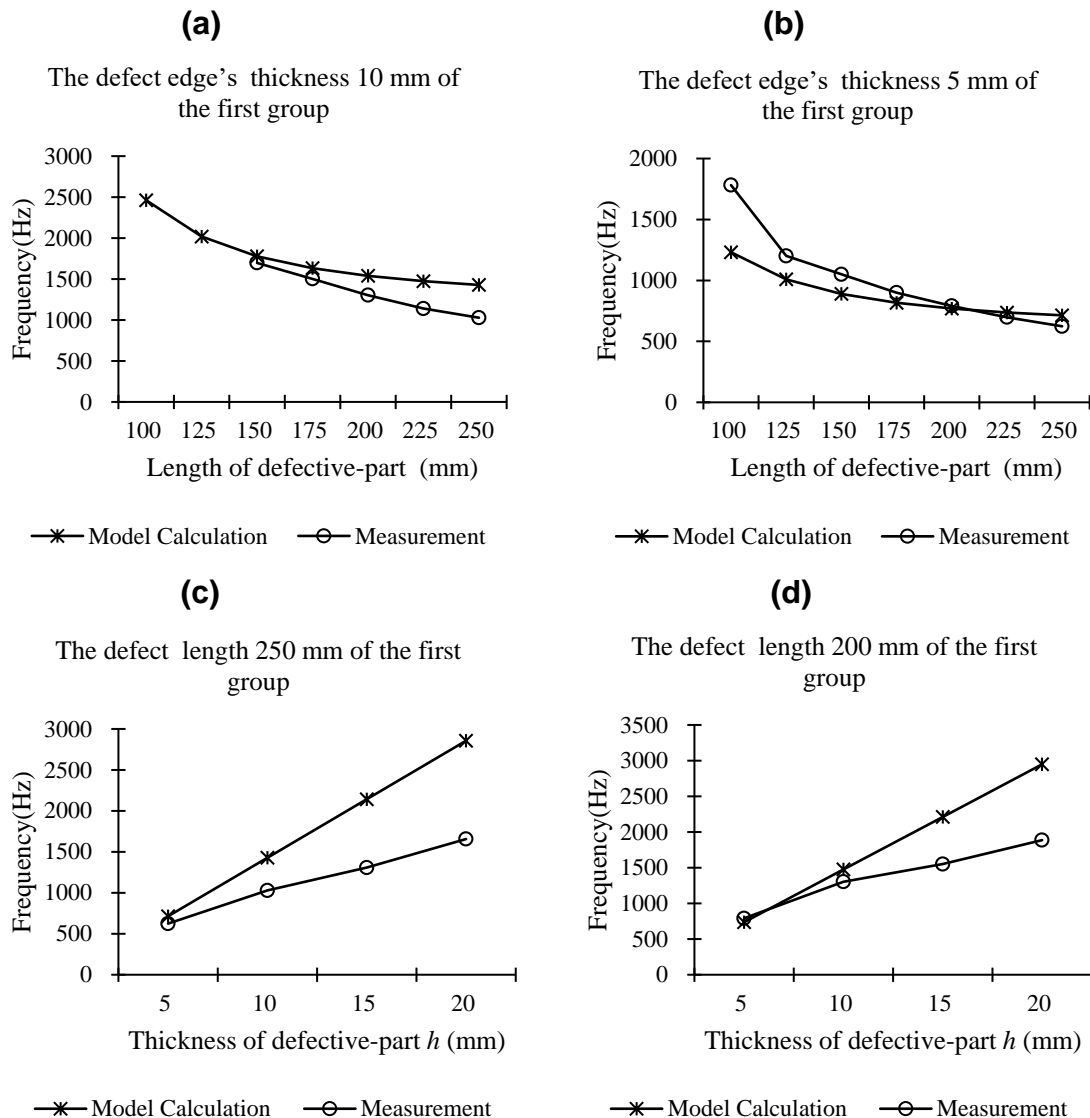 (a)
The defect edge's thickness 10 mm of
the first group
3000
2500
2000
1500
1000
500
0
Frequency(Hz)
100 125 150 175 200 225 250
Length of defective-part (mm)
Model Calculation Measurement
(b)
The defect edge's thickness 5 mm of
the first group
2000
1500
1000
500
0
Frequency(Hz)
100 125 150 175 200 225 250
Length of defective-part (mm)
Model Calculation Measurement
(c)
The defect length 250 mm of the first
group
3000
2500
2000
1500
1000
500
0
Frequency(Hz)
5 10 15 20
Thickness of defective-part h (mm)
Model Calculation Measurement
(d)
The defect length 200 mm of the first
group
3500
3000
2500
2000
1500
1000
500
0
Frequency(Hz)
5 10 15 20
Thickness of defective-part h (mm)
Model Calculation Measurement